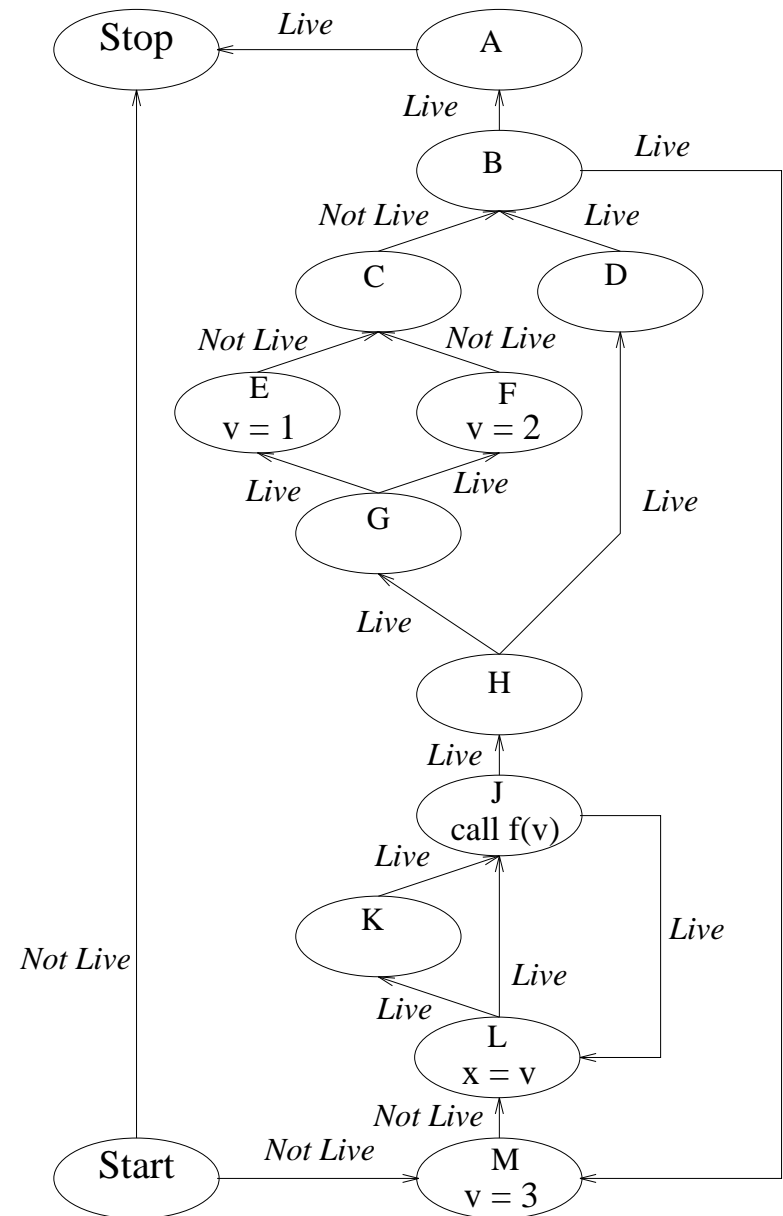 Stop
Live
A
Live
B
Live
Not Live
Live
C
D
Not Live
Not Live
E
v = 1
F
v = 2
Live
Live
G
Live
Live
H
Live
J
call f(v)
Live
K
Live
Not Live
Live
Live
L
x = v
Not Live
Start
Not Live
M
v = 3